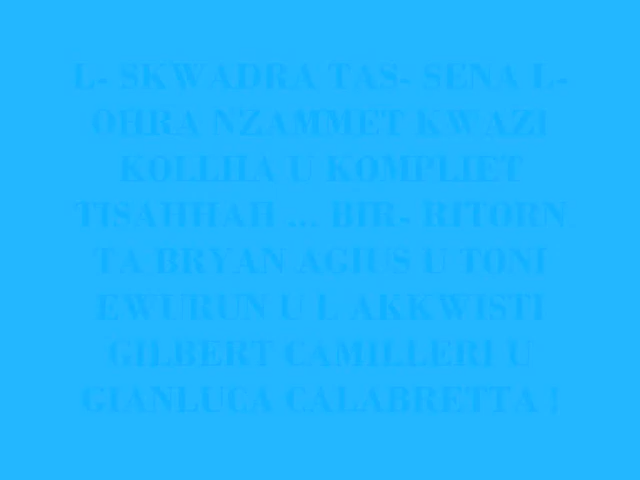 L- SKWADRA TAS- SENA L-
OHRA NZAMMET KWAZI
KOLLHA U KOMPLIET
TISAHHAH ... BIR- RITORN
TA BRYAN AGIUS U TONI
EWURUN U L AKKWISTI
GILBERT CAMILLERI U
GIANLUCA CALABRETTA !